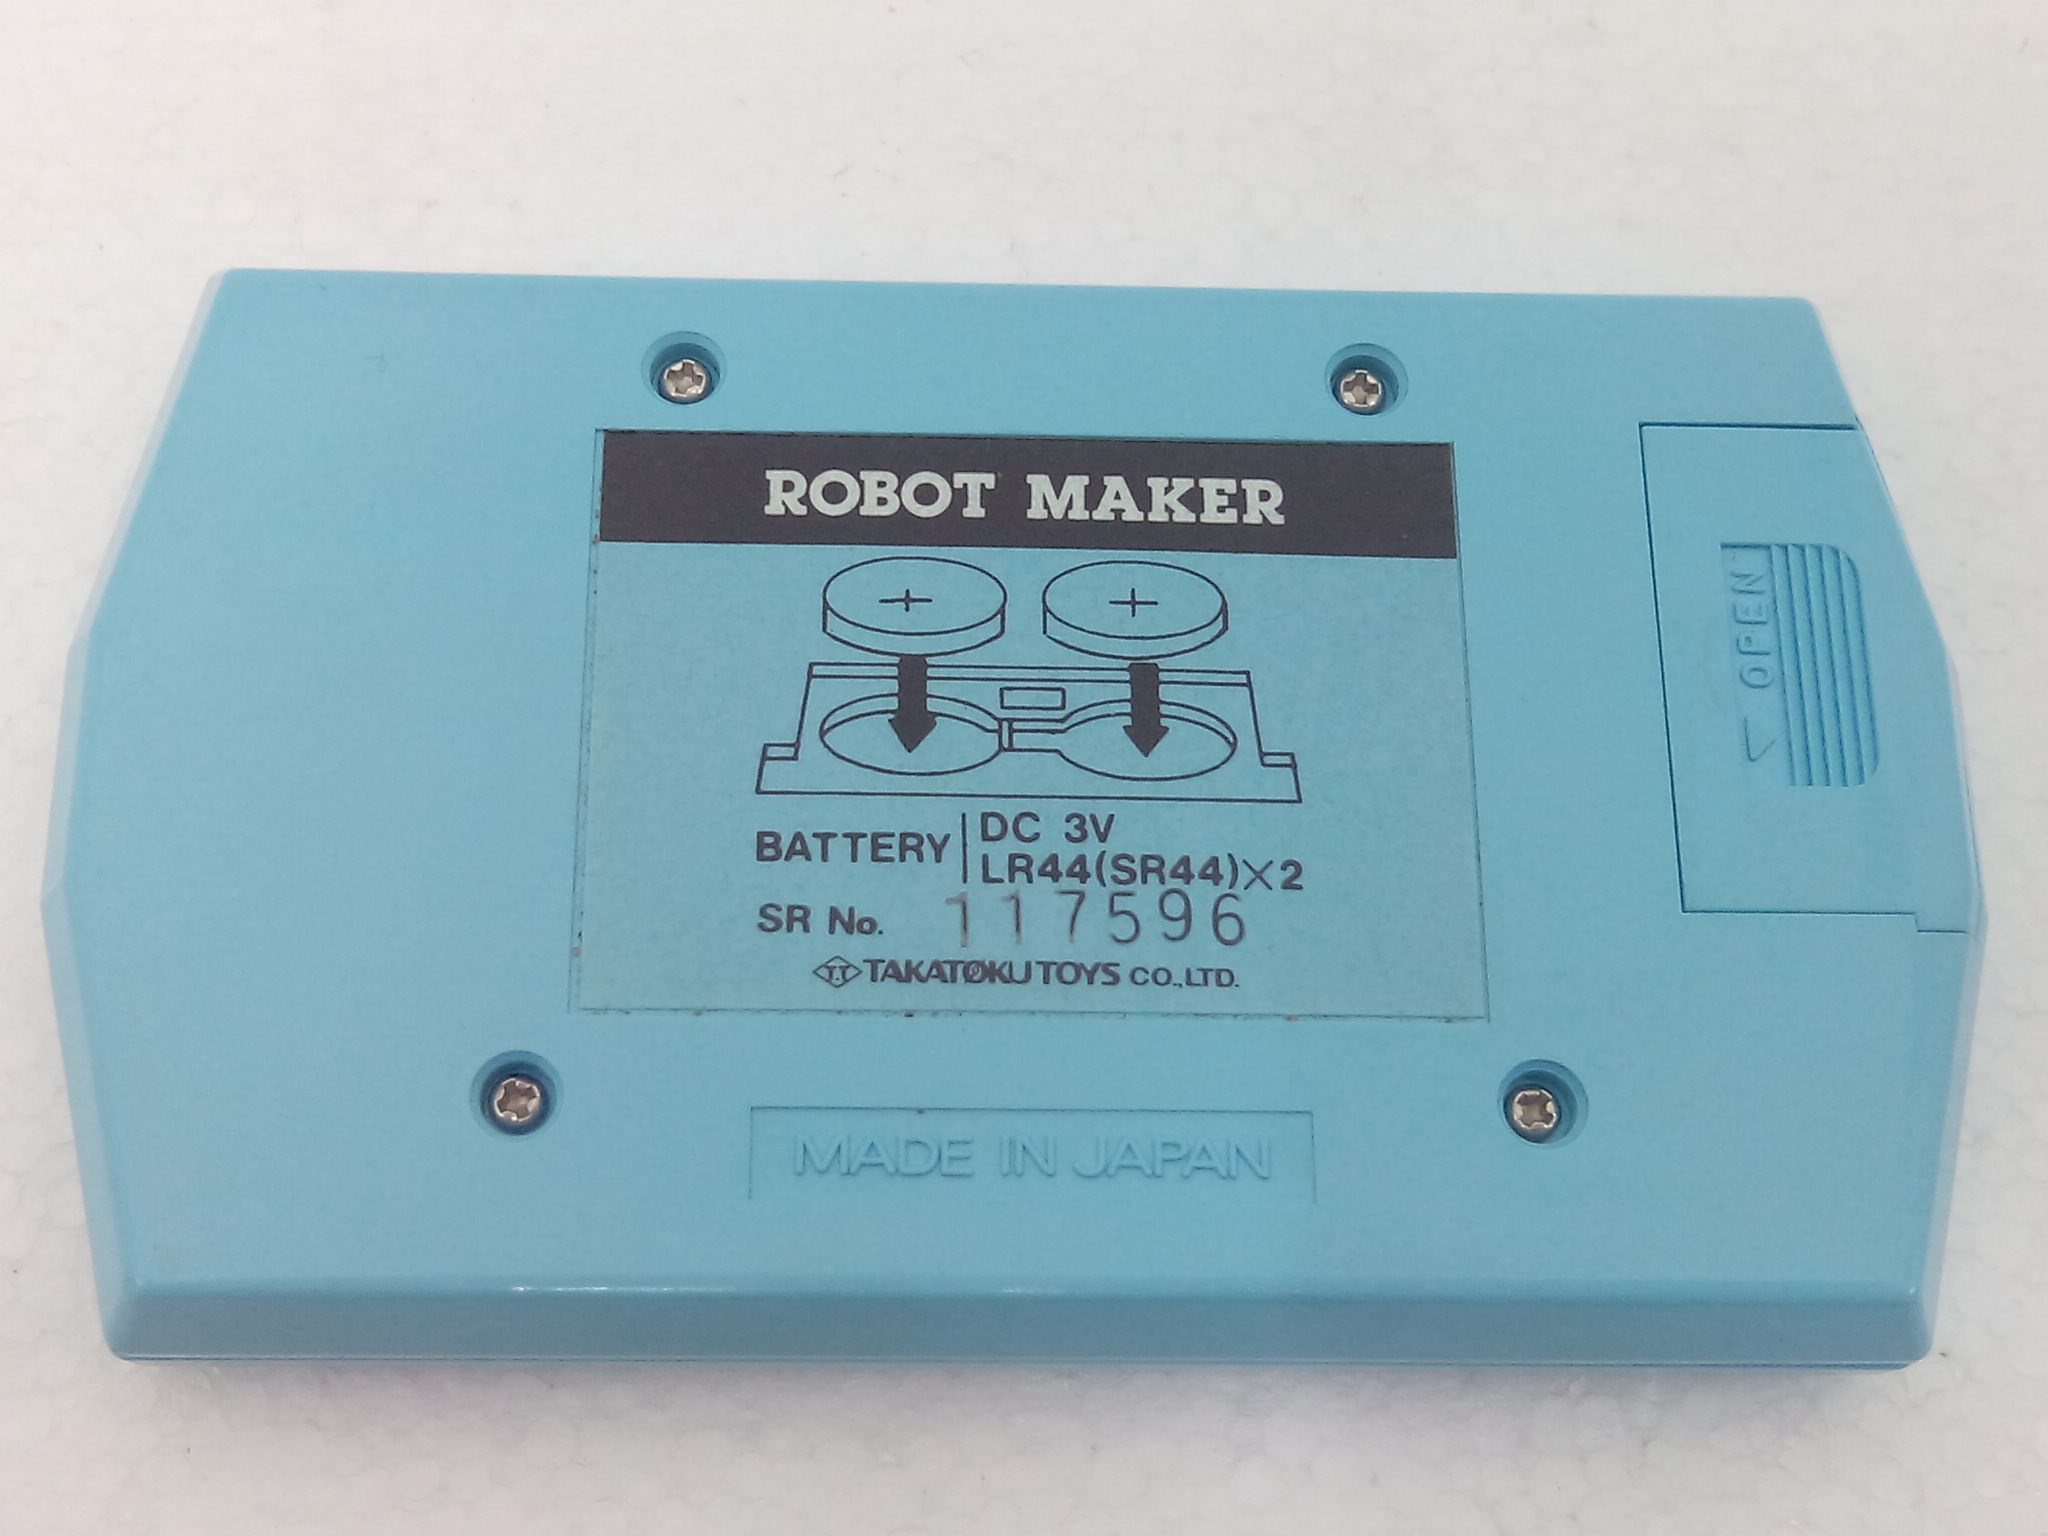 ROBOT MAKER
+ +
OPEN
BATTERY DC 3V
LR44(SR44)×2
SR No. 117596
T.T TAKATOKU TOYS CO.,LTD.
MADE IN JAPAN